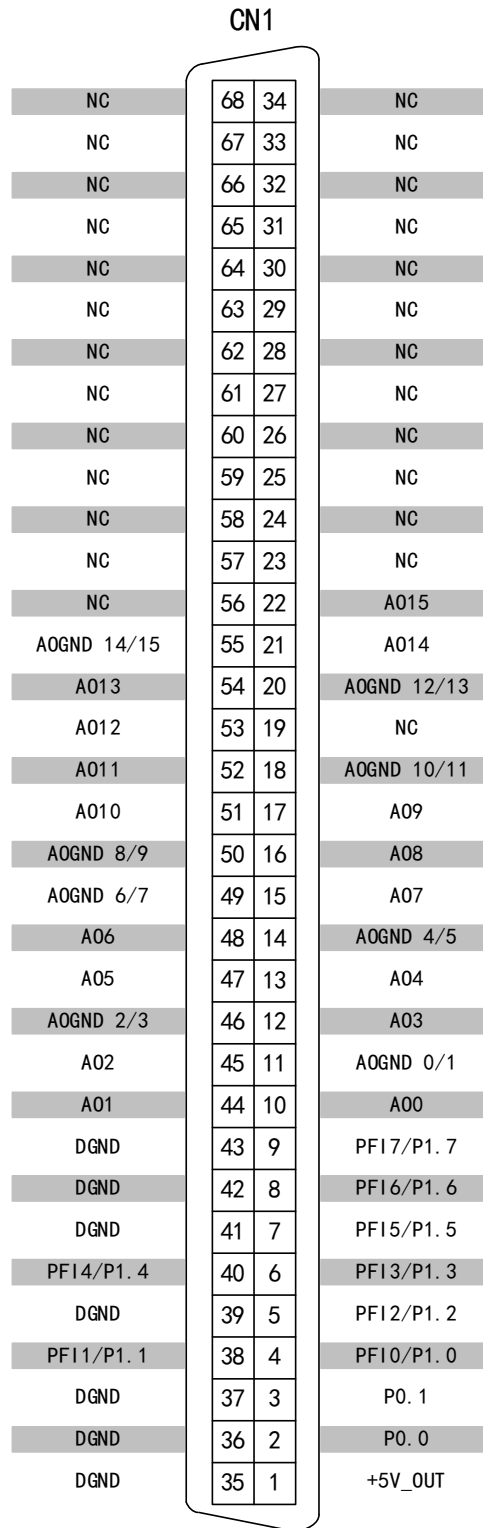 CN1
NC 68 34 NC
NC 67 33 NC
NC 66 32 NC
NC 65 31 NC
NC 64 30 NC
NC 63 29 NC
NC 62 28 NC
NC 61 27 NC
NC 60 26 NC
NC 59 25 NC
NC 58 24 NC
NC 57 23 NC
NC 56 22 AO15
AOGND 14/15 55 21 AO14
AO13 54 20 AOGND 12/13
AO12 53 19 NC
AO11 52 18 AOGND 10/11
AO10 51 17 AO9
AOGND 8/9 50 16 AO8
AOGND 6/7 49 15 AO7
AO6 48 14 AOGND 4/5
AO5 47 13 AO4
AOGND 2/3 46 12 AO3
AO2 45 11 AOGND 0/1
AO1 44 10 AO0
DGND 43 9 PFI7/P1.7
DGND 42 8 PFI6/P1.6
DGND 41 7 PFI5/P1.5
PFI4/P1.4 40 6 PFI3/P1.3
DGND 39 5 PFI2/P1.2
PFI1/P1.1 38 4 PFI0/P1.0
DGND 37 3 P0.1
DGND 36 2 P0.0
DGND 35 1 +5V_OUT